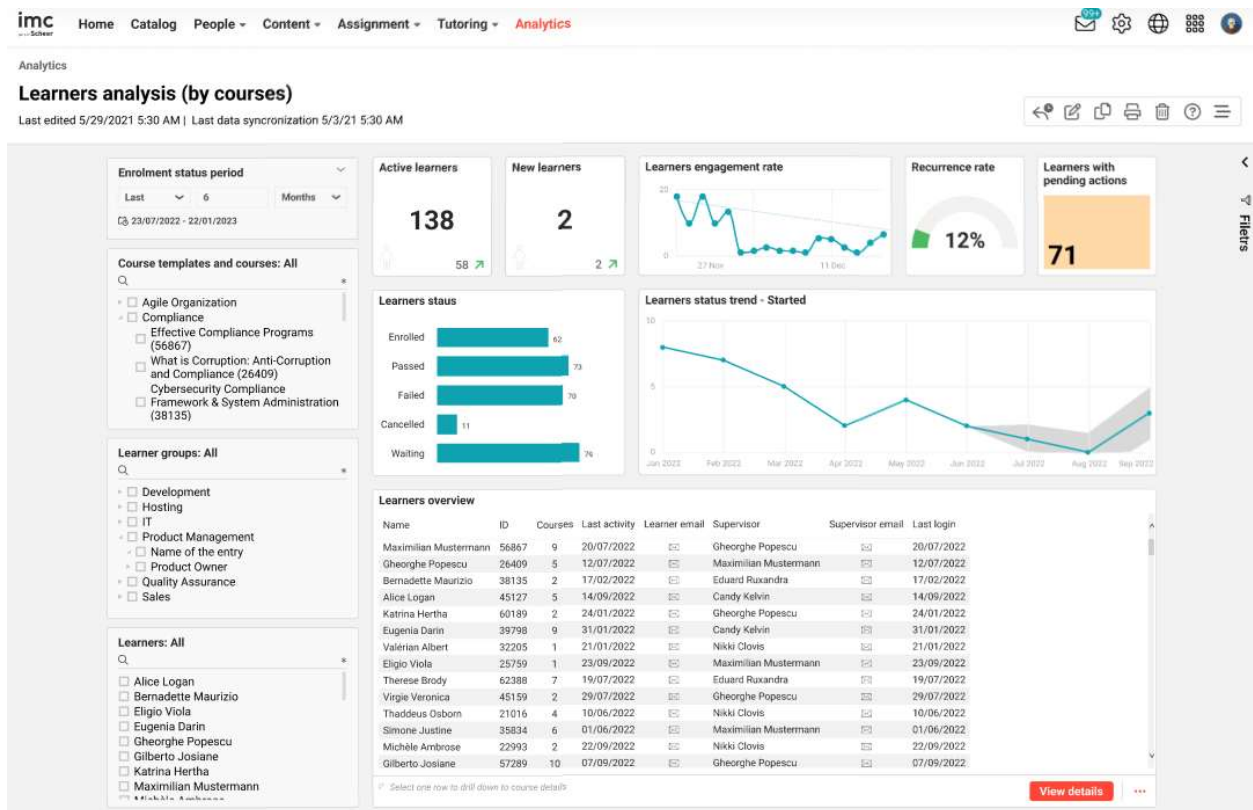 imc
Scheer
Home Catalog People Content Assignment Tutoring Analytics
99+
Analytics
Learners analysis (by courses)
Last edited 5/29/2021 5:30 AM | Last data syncronization 5/3/21 5:30 AM
Enrolment status period
Last 6 Months
23/07/2022 - 22/01/2023
Course templates and courses: All
Agile Organization
Compliance
Effective Compliance Programs
(56867)
What is Corruption: Anti-Corruption
and Compliance (26409)
Cybersecurity Compliance
Framework & System Administration
(38135)
Learner groups: All
Development
Hosting
IT
Product Management
Name of the entry
Product Owner
Quality Assurance
Sales
Learners: All
Alice Logan
Bernadette Maurizio
Eligio Viola
Eugenia Darin
Gheorghe Popescu
Gilberto Josiane
Katrina Hertha
Maximilian Mustermann
Active learners
138
58
New learners
2
2
Learners engagement rate
20
0
27 Nov 11 Dec
Recurrence rate
12%
Learners with
pending actions
71
Filetrs
Learners staus
Enrolled 62
Passed 73
Failed 70
Cancelled 11
Waiting 76
Learners status trend - Started
10
5
0
Jan 2022 Feb 2022 Mar 2022 Apr 2022 May 2022 Jun 2022 Jul 2022 Aug 2022 Sep 2022
Learners overview
Name ID Courses Last activity Learner email Supervisor Supervisor email Last login
Maximilian Mustermann 56867 9 20/07/2022 Gheorghe Popescu 20/07/2022
Gheorghe Popescu 26409 5 12/07/2022 Maximilian Mustermann 12/07/2022
Bernadette Maurizio 38135 2 17/02/2022 Eduard Ruxandra 17/02/2022
Alice Logan 45127 5 14/09/2022 Candy Kelvin 14/09/2022
Katrina Hertha 60189 2 24/01/2022 Gheorghe Popescu 24/01/2022
Eugenia Darin 39798 9 31/01/2022 Candy Kelvin 31/01/2022
Valérian Albert 32205 1 21/01/2022 Nikki Clovis 21/01/2022
Eligio Viola 25759 1 23/09/2022 Maximilian Mustermann 23/09/2022
Therese Brody 62388 7 19/07/2022 Eduard Ruxandra 19/07/2022
Virgie Veronica 45159 2 29/07/2022 Gheorghe Popescu 29/07/2022
Thaddeus Osborn 21016 4 10/06/2022 Nikki Clovis 10/06/2022
Simone Justine 35834 6 01/06/2022 Maximilian Mustermann 01/06/2022
Michèle Ambrose 22993 2 22/09/2022 Nikki Clovis 22/09/2022
Gilberto Josiane 57289 10 07/09/2022 Gheorghe Popescu 07/09/2022
Select one row to drill down to course details
View details